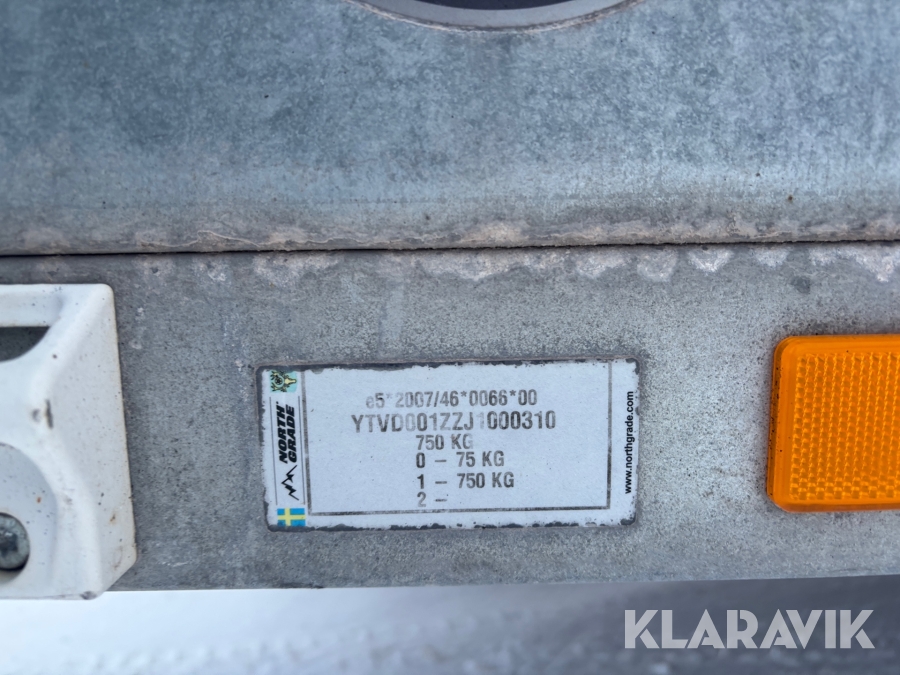 e5*2007/46*0066*00
YTVD001ZZJ1000310
750 KG
0 - 75 KG
1 - 750 KG
2 -
NORTH
GRADE
www.northgrade.com
KLARAVIK